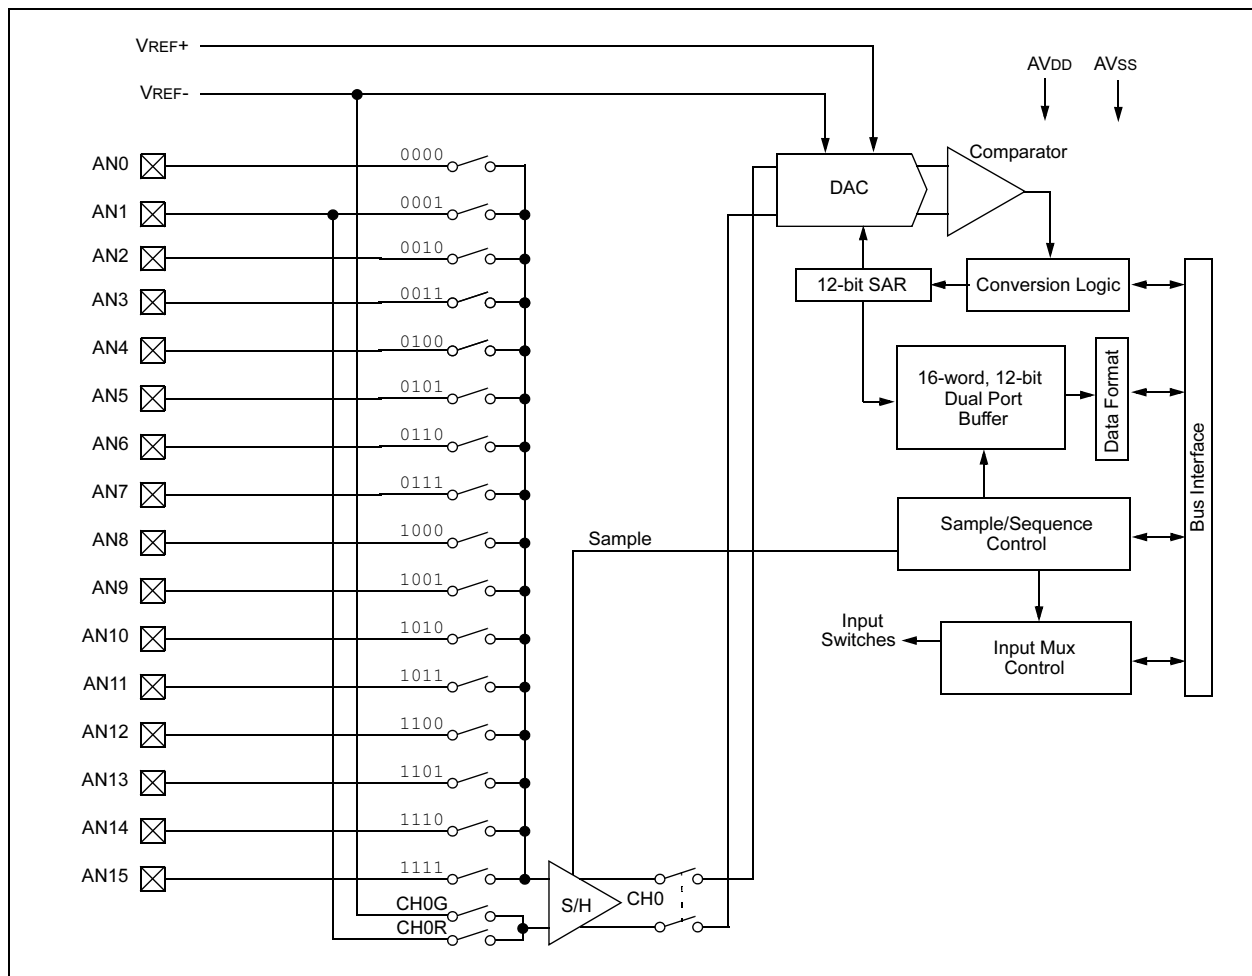 VREF+
VREF-
AVDD AVSS
AN0 0000
AN1 0001
AN2 0010
AN3 0011
AN4 0100
AN5 0101
AN6 0110
AN7 0111
AN8 1000
AN9 1001
AN10 1010
AN11 1011
AN12 1100
AN13 1101
AN14 1110
AN15 1111
CH0G
CH0R
S/H
CH0
Sample
DAC
Comparator
12-bit SAR
Conversion Logic
16-word, 12-bit
Dual Port
Buffer
Data Format
Bus Interface
Sample/Sequence
Control
Input
Switches
Input Mux
Control